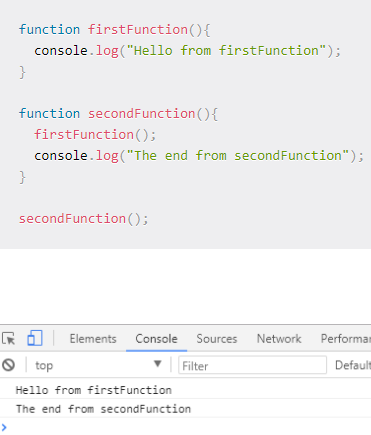 function firstFunction(){
console.log("Hello from firstFunction");
}
function secondFunction(){
firstFunction();
console.log("The end from secondFunction");
}
secondFunction();
Elements Console Sources Network Performa
top Filter Default
Hello from firstFunction
The end from secondFunction